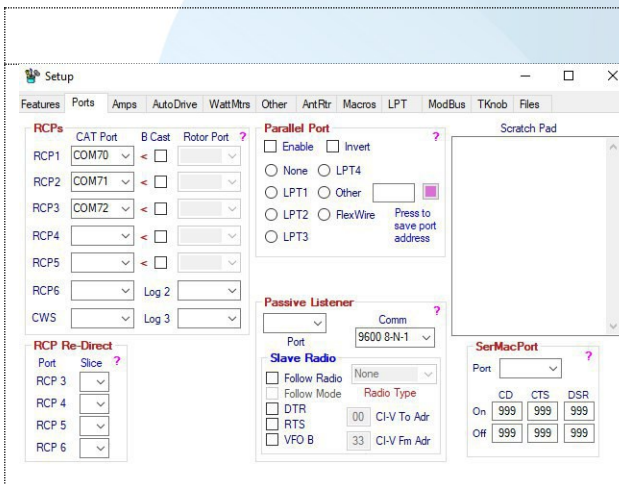 Setup
Features Ports Amps AutoDrive WattMtrs Other AntRtr Macros LPT ModBus TKnob Files
RCPs
CAT Port B Cast Rotor Port ?
RCP1 COM70 <
RCP2 COM71 <
RCP3 COM72 <
RCP4 <
RCP5 <
RCP6 Log 2
CWS Log 3
RCP Re-Direct
Port Slice ?
RCP 3
RCP 4
RCP 5
RCP 6
Parallel Port
?
Enable Invert
None LPT4
LPT1 Other
LPT2 FlexWire
LPT3
Press to
save port
address
Passive Listener
?
Comm
9600 8-N-1
Port
Slave Radio
Follow Radio None
Follow Mode Radio Type
DTR
RTS
VFO B
00 CI-V To Adr
33 CI-V Fm Adr
Scratch Pad
SerMacPort
?
Port
CD CTS DSR
On 999 999 999
Off 999 999 999